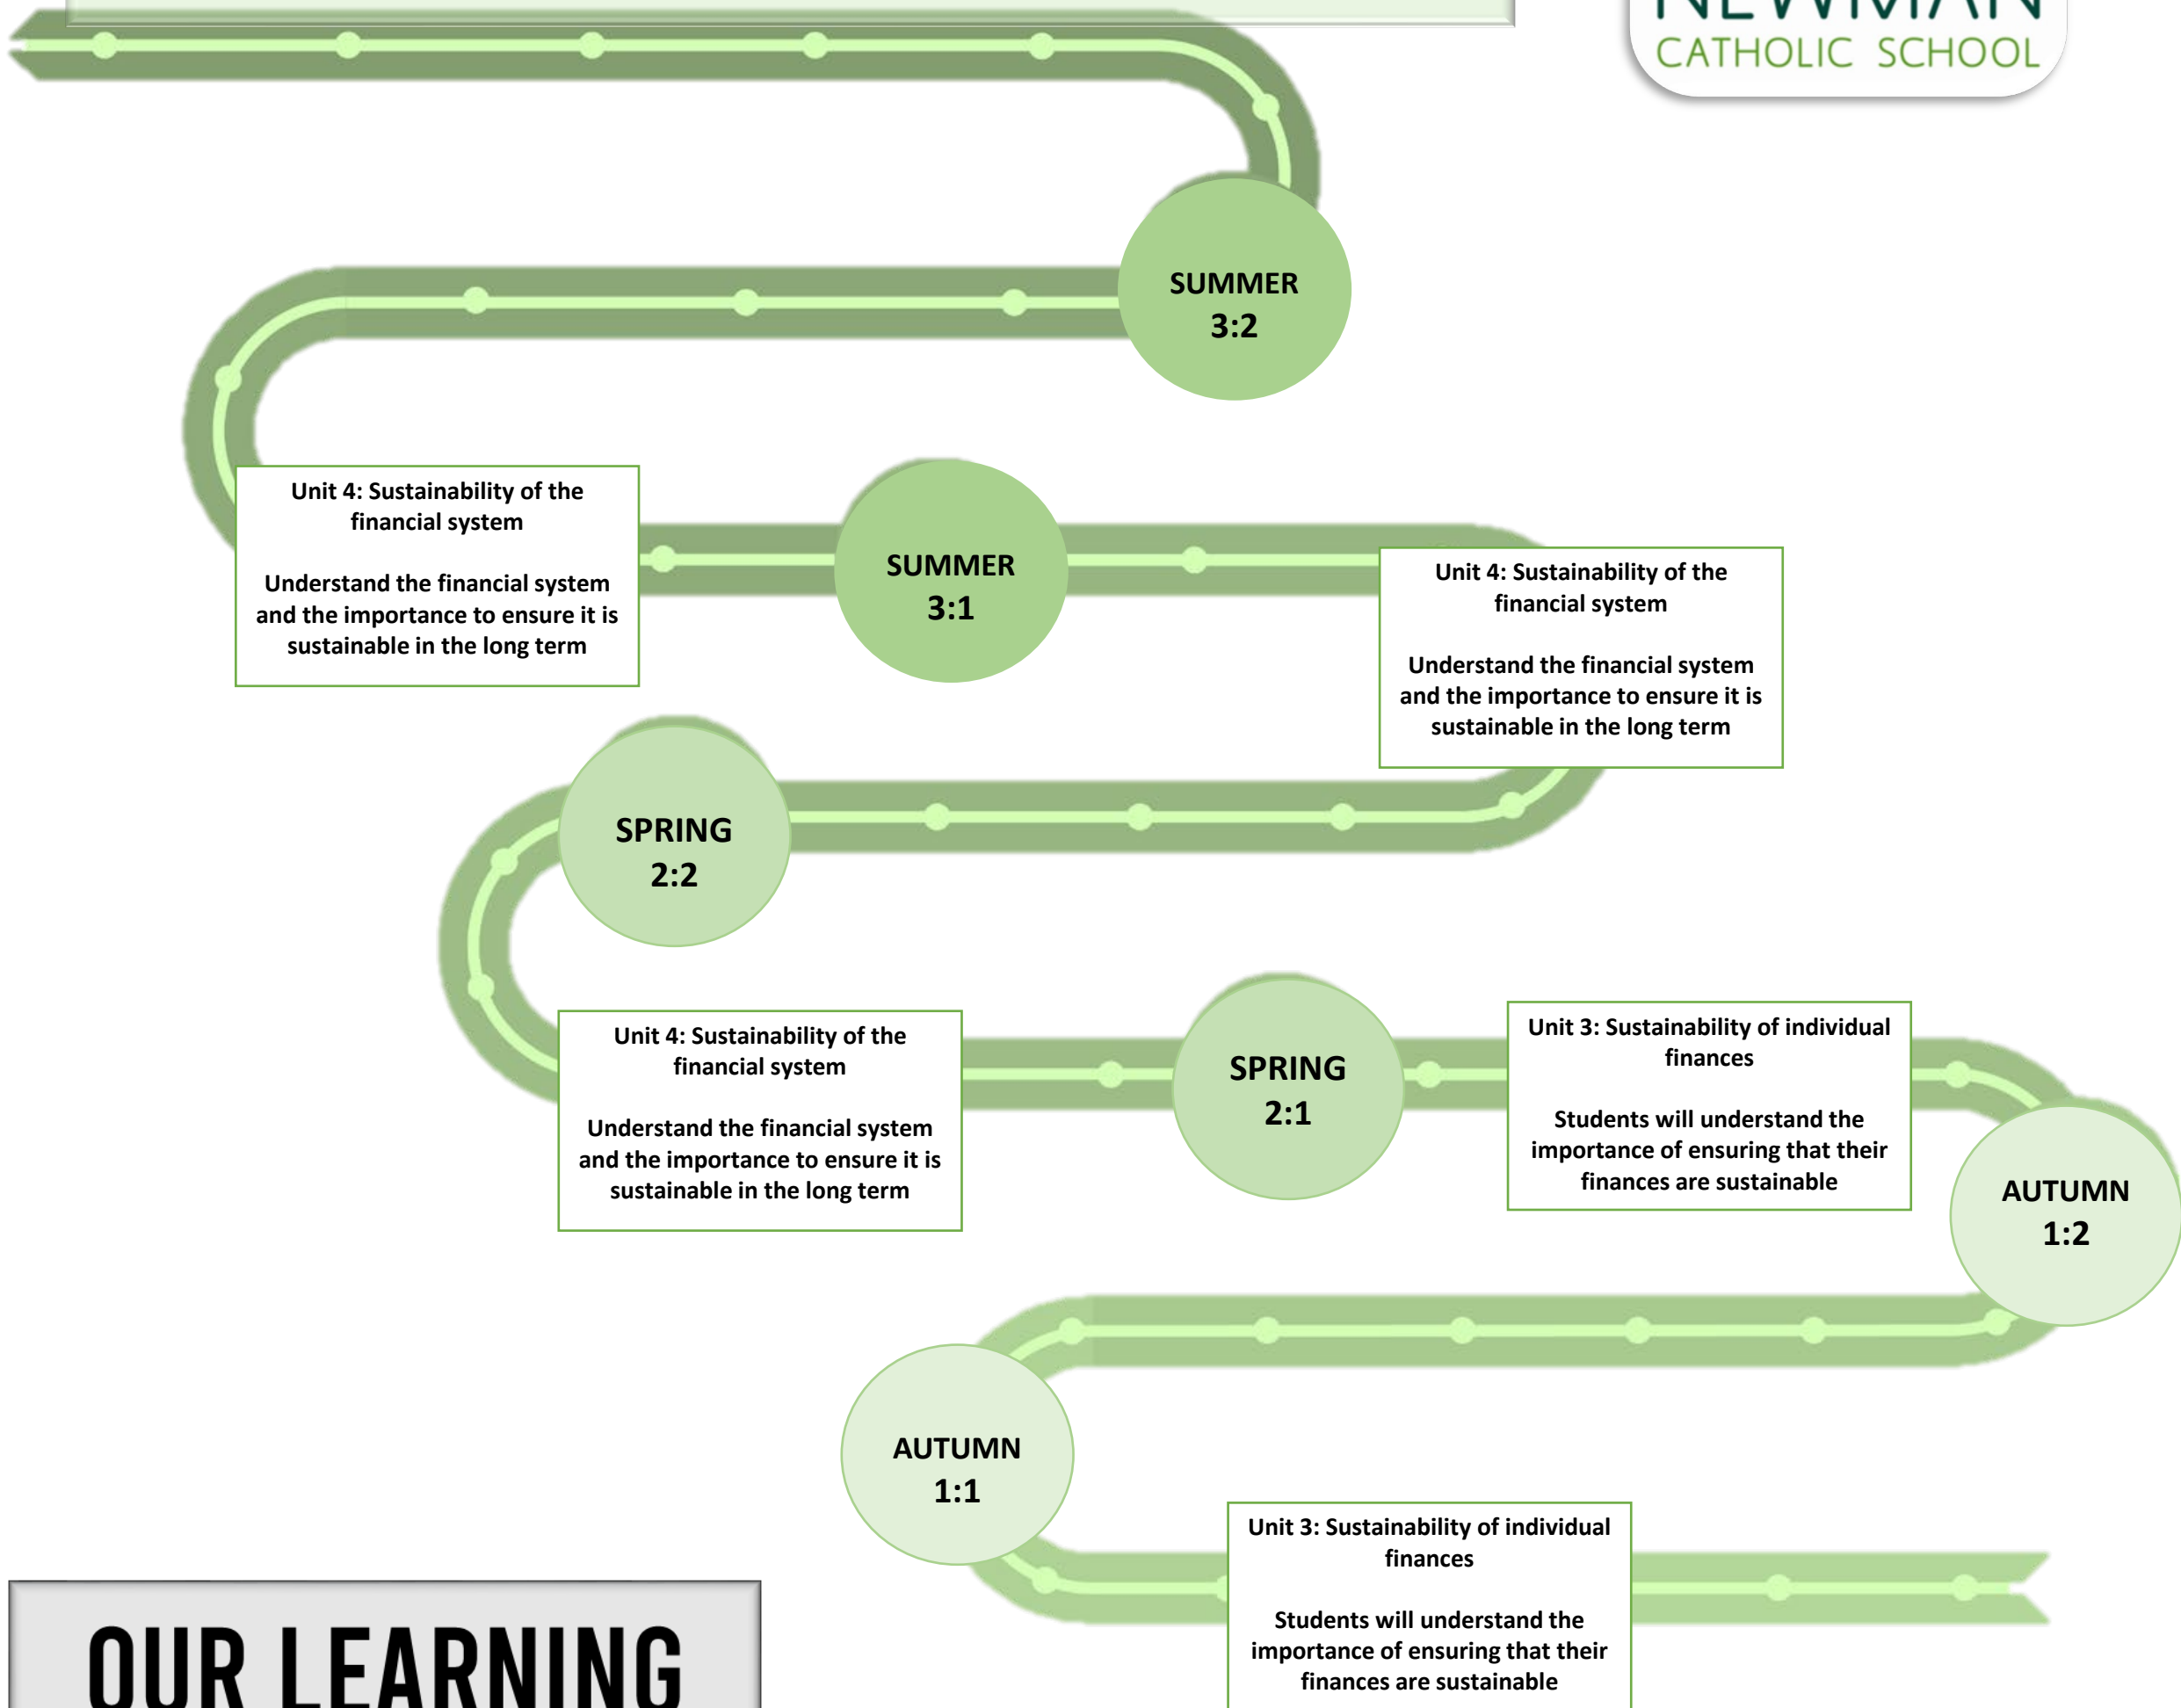 NEWMAN
CATHOLIC SCHOOL
SUMMER
3:2
Unit 4: Sustainability of the
financial system
Understand the financial system
and the importance to ensure it is
sustainable in the long term
SUMMER
3:1
Unit 4: Sustainability of the
financial system
Understand the financial system
and the importance to ensure it is
sustainable in the long term
SPRING
2:2
Unit 4: Sustainability of the
financial system
Understand the financial system
and the importance to ensure it is
sustainable in the long term
SPRING
2:1
Unit 3: Sustainability of individual
finances
Students will understand the
importance of ensuring that their
finances are sustainable
AUTUMN
1:2
AUTUMN
1:1
Unit 3: Sustainability of individual
finances
Students will understand the
importance of ensuring that their
finances are sustainable
OUR LEARNING